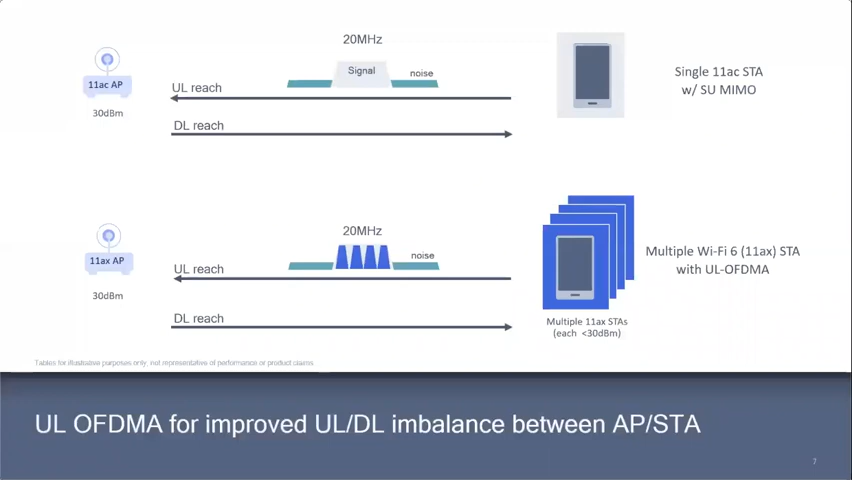 20MHz
Signal
noise
11ac AP
30dBm
UL reach
DL reach
Single 11ac STA
w/ SU MIMO
20MHz
noise
11ax AP
30dBm
UL reach
DL reach
Multiple Wi-Fi 6 (11ax) STA
with UL-OFDMA
Multiple 11ax STAs
(each <30dBm)
Tables for illustrative purposes only, not representative of performance or product claims
UL OFDMA for improved UL/DL imbalance between AP/STA
7